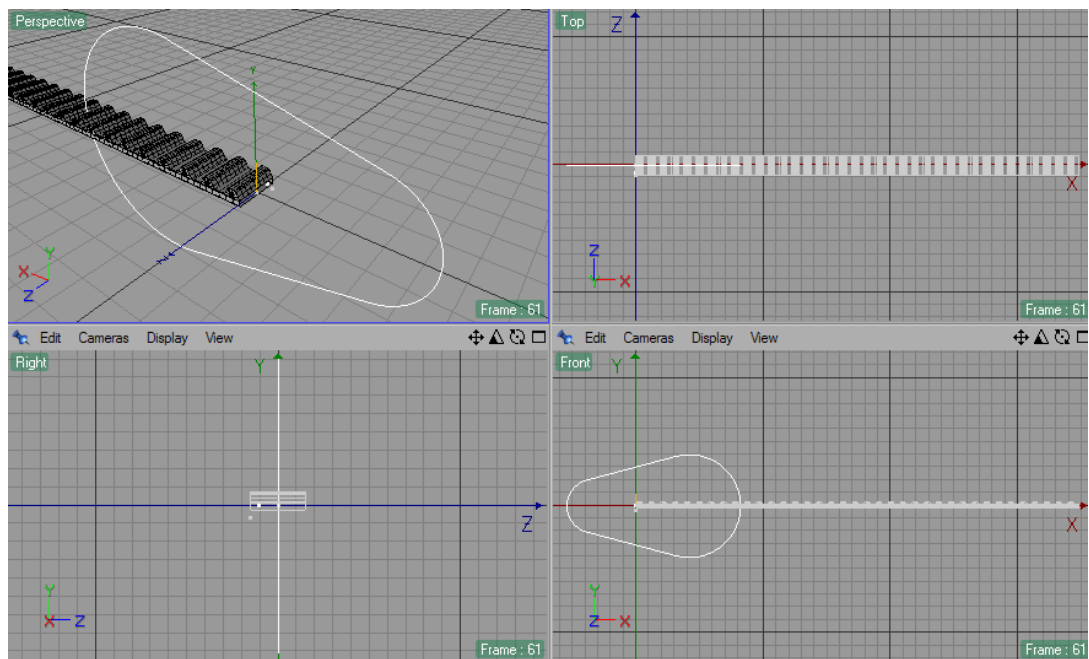 Perspective
Y
X Y Z
Frame : 61
Top
Z
X
Z Y X
Frame : 61
Edit Cameras Display View
Right
Y
Z
Y X Z
Frame : 61
Edit Cameras Display View
Front
Y
X
Y Z X
Frame : 61